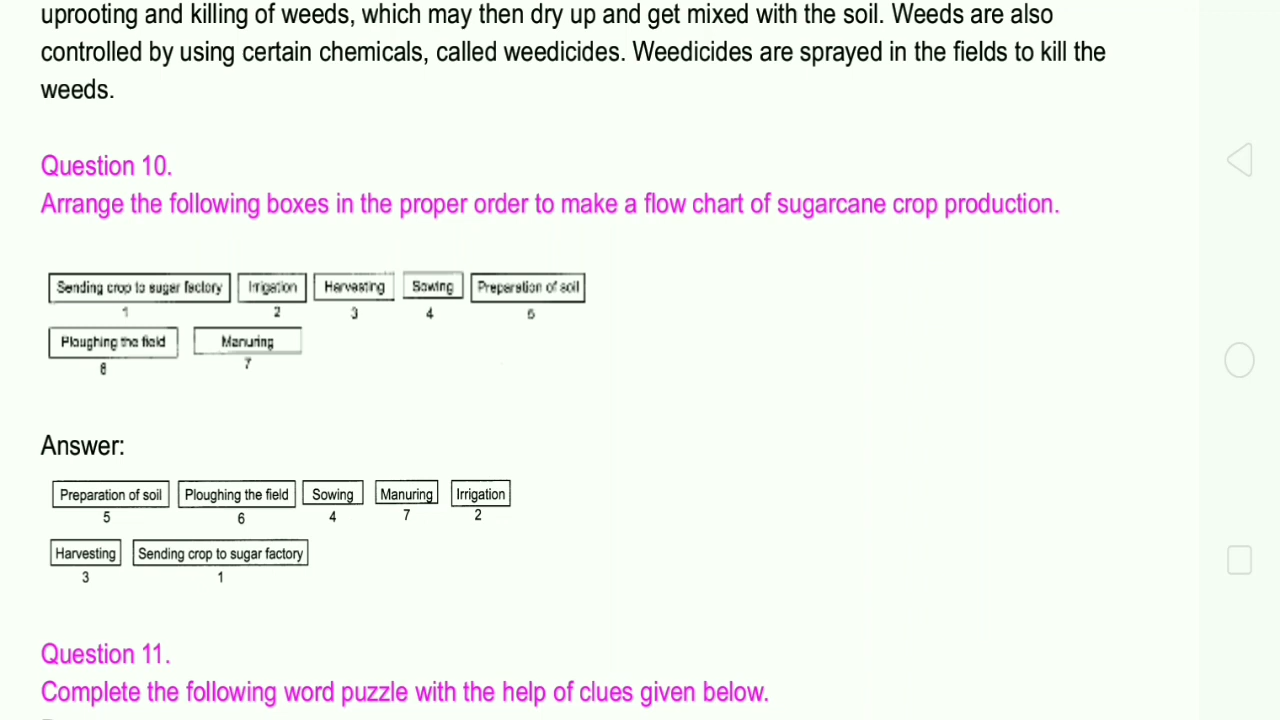 uprooting and killing of weeds, which may then dry up and get mixed with the soil. Weeds are also
controlled by using certain chemicals, called weedicides. Weedicides are sprayed in the fields to kill the
weeds.
Question 10.
Arrange the following boxes in the proper order to make a flow chart of sugarcane crop production.
Sending crop to sugar factory Irrigation Harvesting Sowing Preparation of soil
1 2 3 4 5
Ploughing the field Manuring
6 7
Answer:
Preparation of soil Ploughing the field Sowing Manuring Irrigation
5 6 4 7 2
Harvesting Sending crop to sugar factory
3 1
Question 11.
Complete the following word puzzle with the help of clues given below.